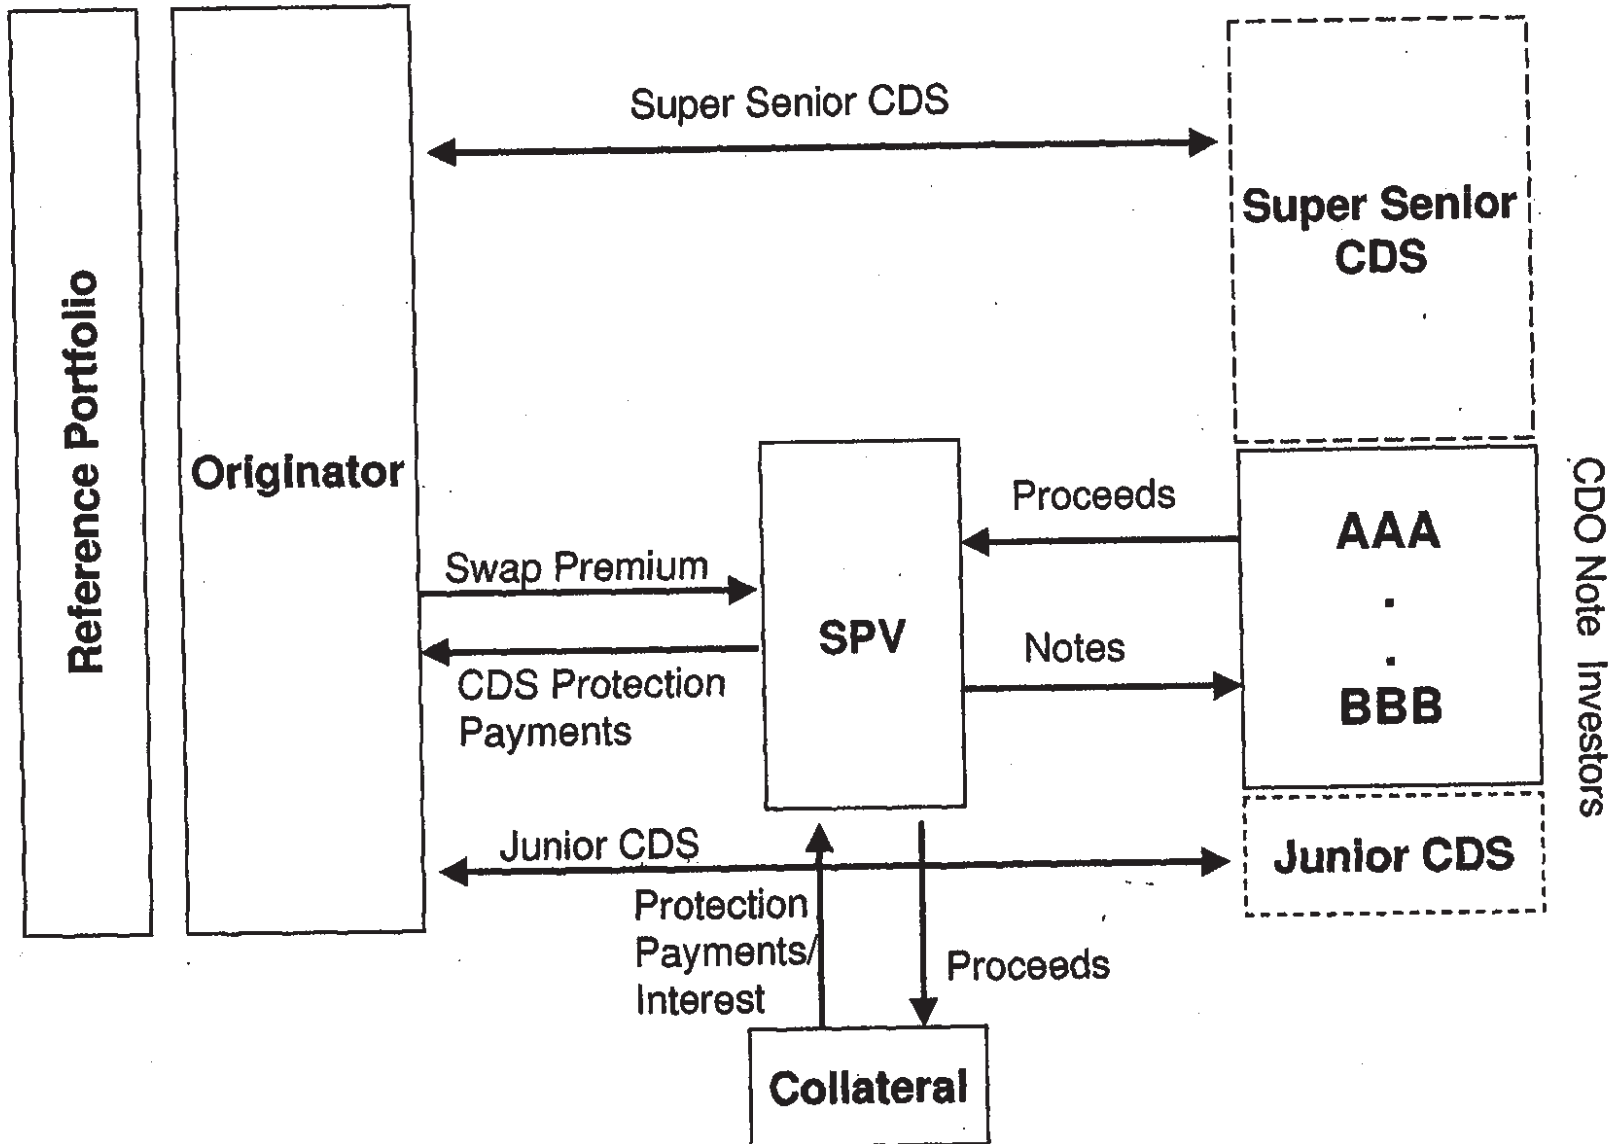 Super Senior CDS
Super Senior
CDS
Reference Portfolio
Originator
Proceeds
AAA
.
.
BBB
CDO Note Investors
Swap Premium
SPV
Notes
CDS Protection
Payments
Junior CDS
Junior CDS
Protection
Payments/
Interest
Proceeds
Collateral